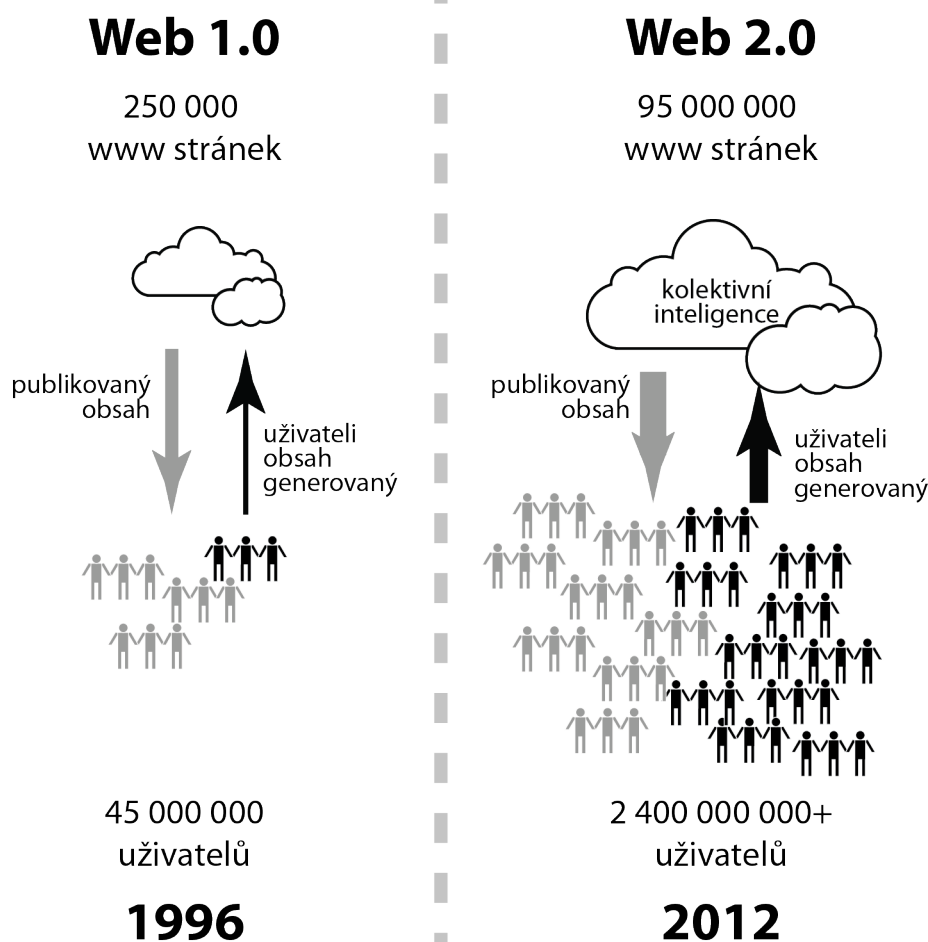 Web 1.0
250 000
www stránek
publikovaný
obsah
uživateli
obsah
generovaný
45 000 000
uživatelů
1996
Web 2.0
95 000 000
www stránek
kolektivní
inteligence
publikovaný
obsah
uživateli
obsah
generovaný
2 400 000 000+
uživatelů
2012